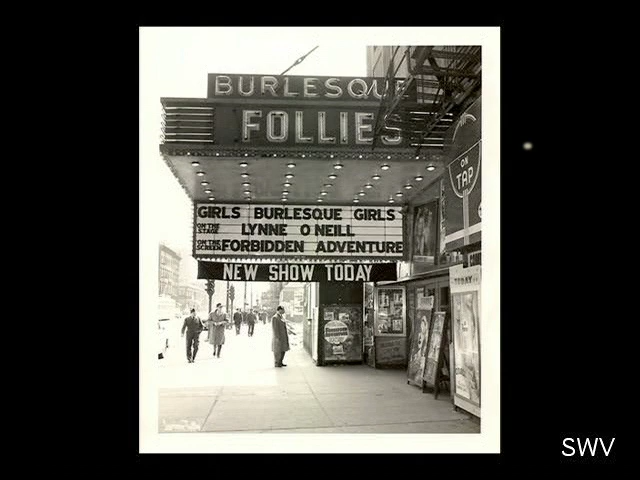 BURLESQUE
FOLLIES
ON
TAP
GIRLS BURLESQUE GIRLS
ON THE STAGE LYNNE O NEILL
ON THE SCREEN FORBIDDEN ADVENTURE
NEW SHOW TODAY
TODAY
SWV